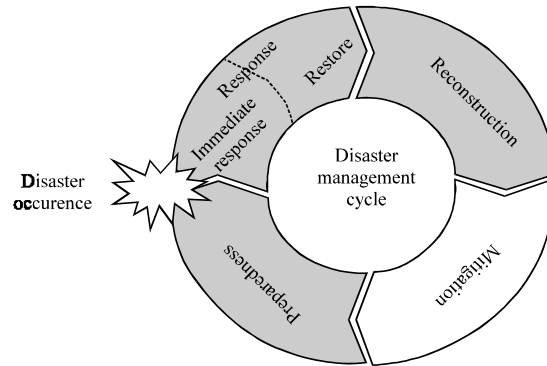 Response
Restore
Immediate
response
Reconstruction
Disaster
occurence
Disaster
management
cycle
Preparedness
Mitigation